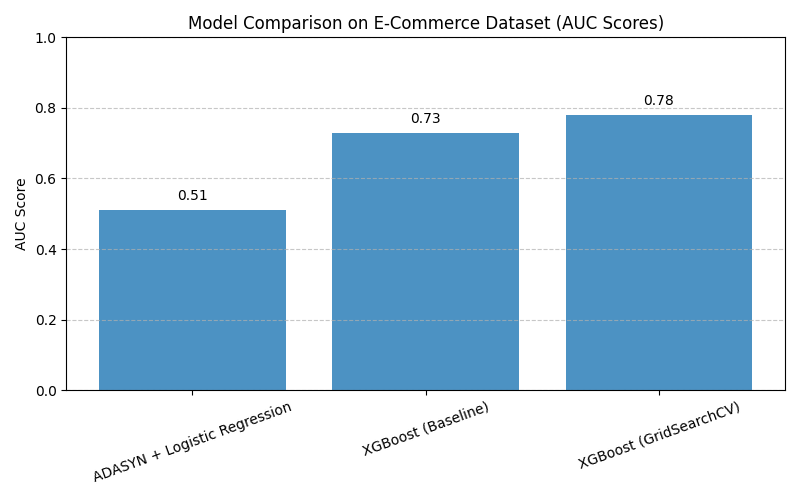 Model Comparison on E-Commerce Dataset (AUC Scores)
1.0
0.8
0.6
0.4
0.2
0.0
AUC Score
0.51
0.73
0.78
ADASYN + Logistic Regression
XGBoost (Baseline)
XGBoost (GridSearchCV)